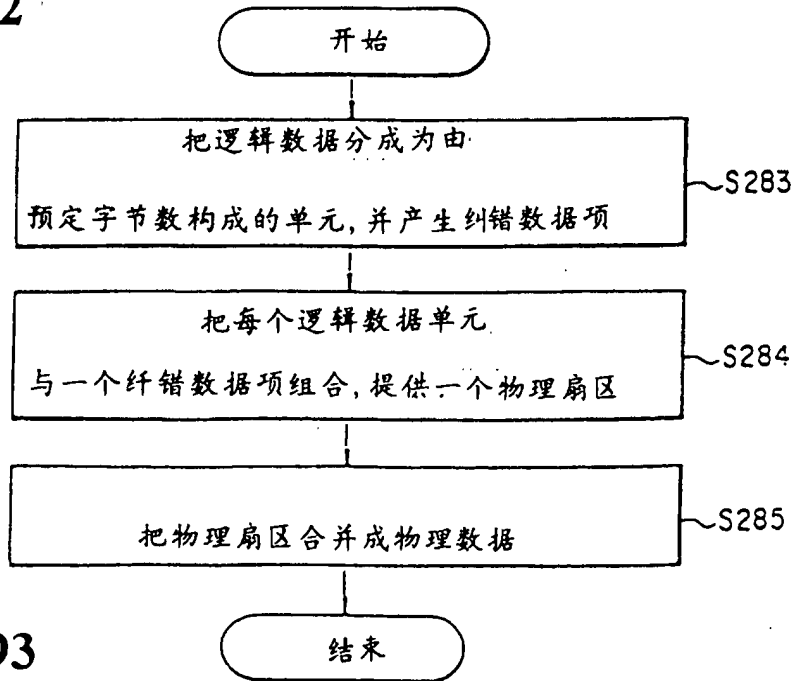 2
开始
把逻辑数据分成为由
预定字节数构成的单元,并产生纠错数据项
S283
把每个逻辑数据单元
与一个纤错数据项组合,提供一个物理扇区
S284
把物理扇区合并成物理数据
S285
93
结束